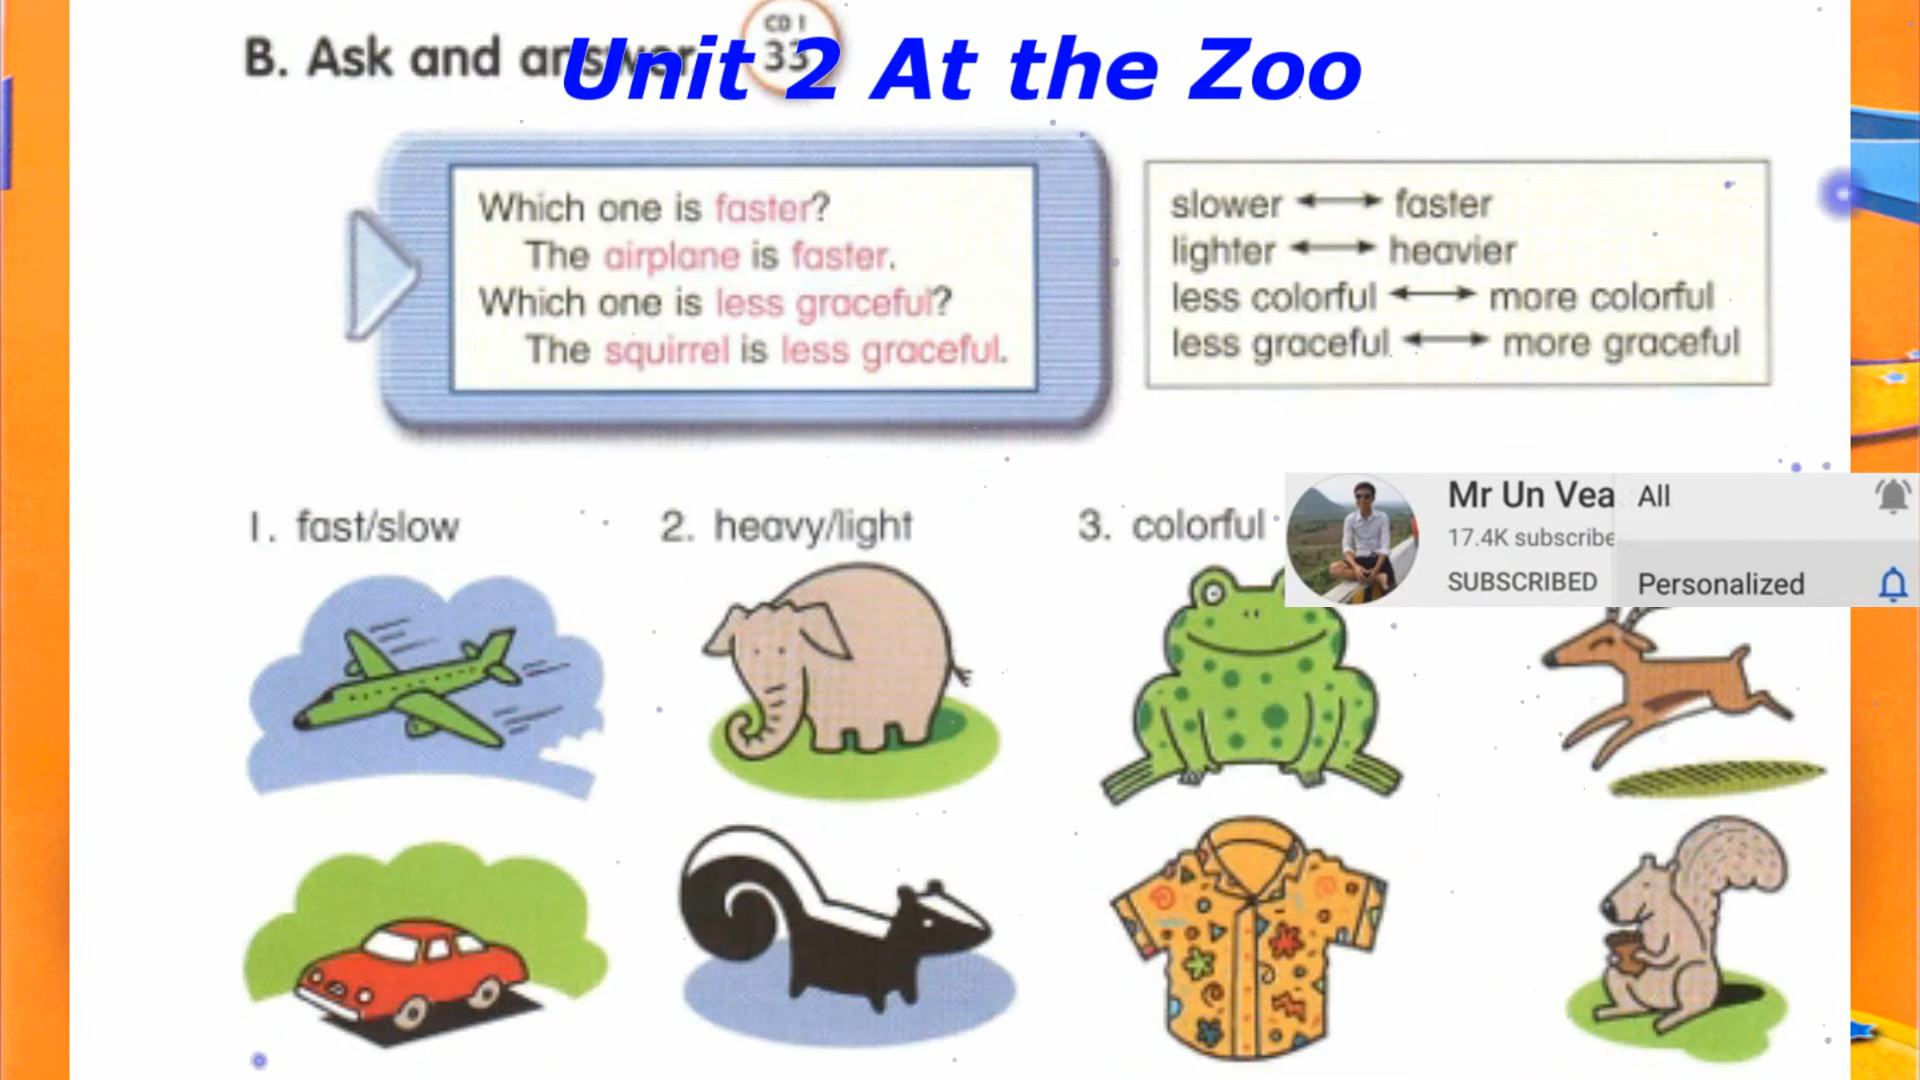 B. Ask and answer
CD 1
33
Unit 2 At the Zoo
Which one is faster?
The airplane is faster.
Which one is less graceful?
The squirrel is less graceful.
slower ↔ faster
lighter ↔ heavier
less colorful ↔ more colorful
less graceful ↔ more graceful
1. fast/slow
2. heavy/light
3. colorful
Mr Un Vea
17.4K subscribe
SUBSCRIBED
All
Personalized